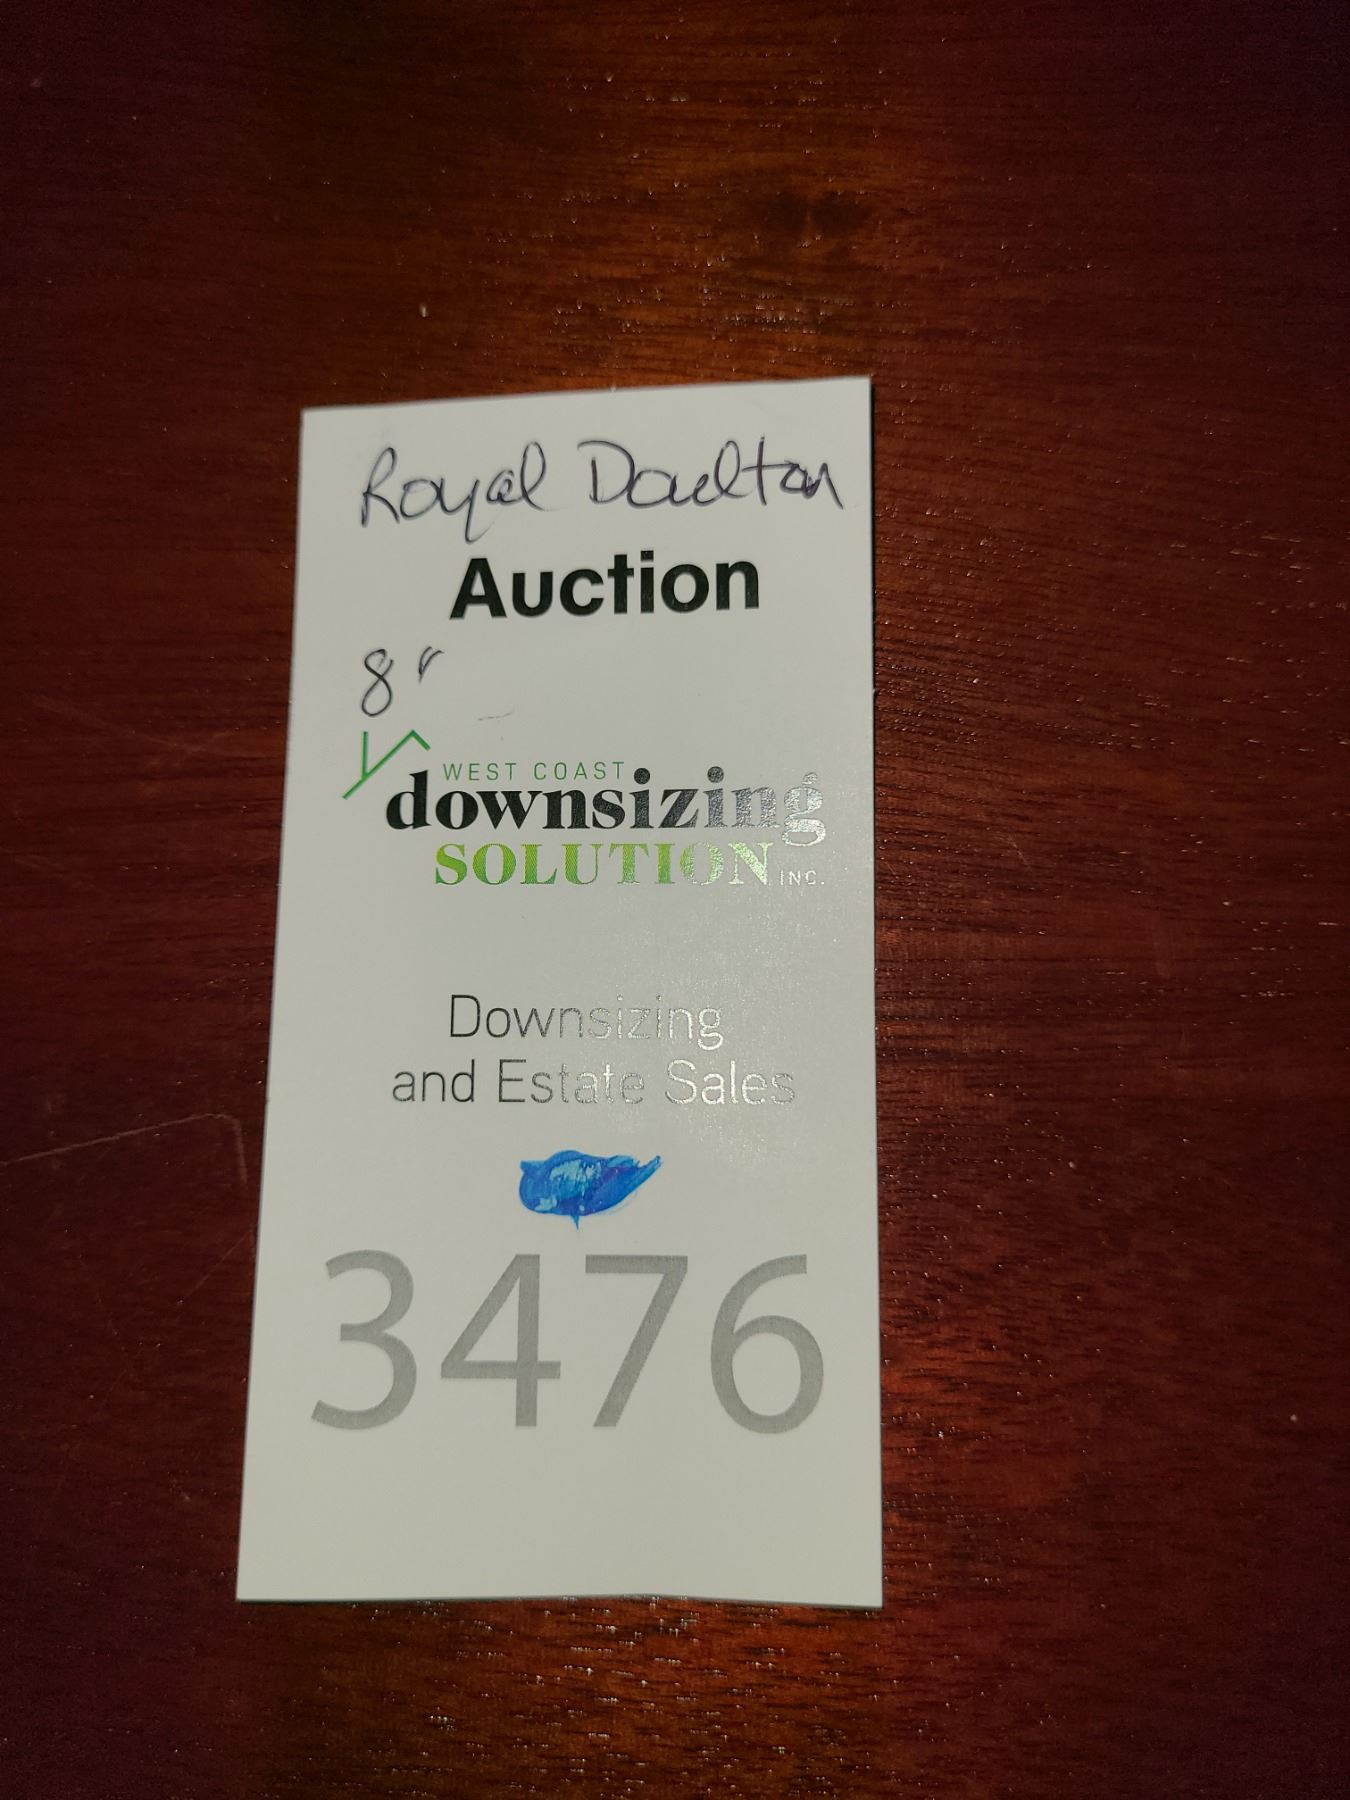 Royal Doulton
Auction
8"
WEST COAST
downsizing
SOLUTION INC.
Downsizing
and Estate Sales
3476